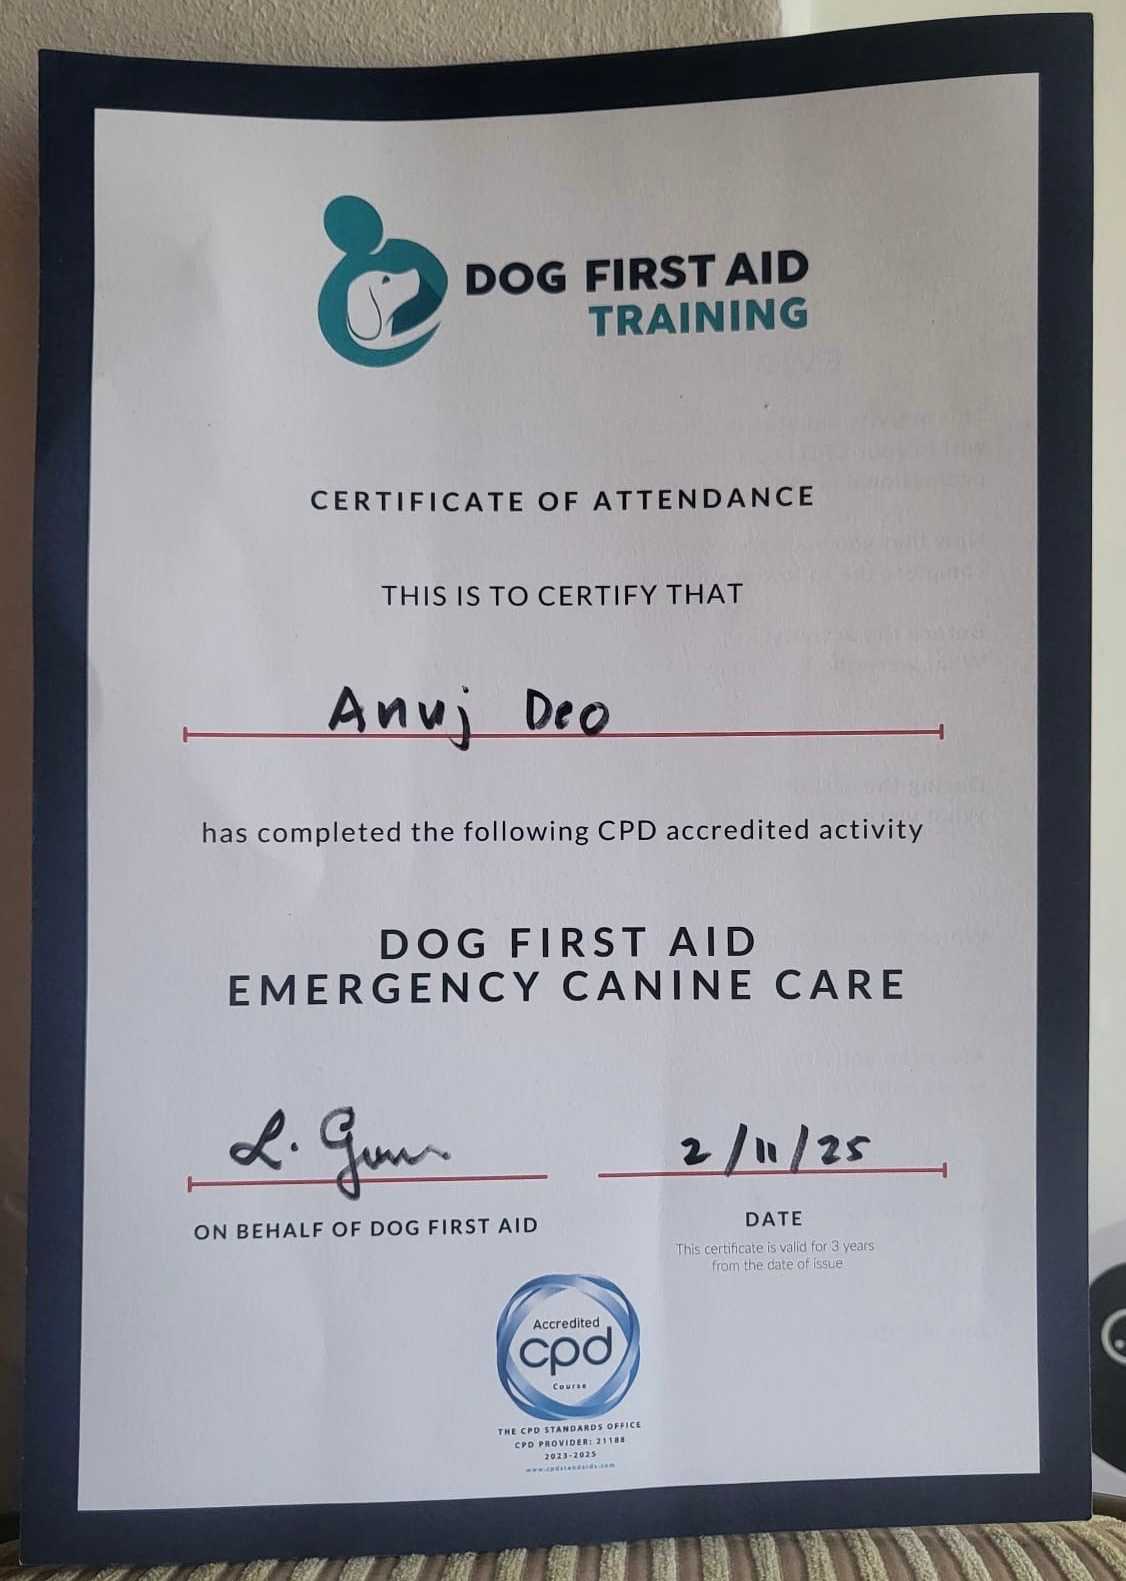 DOG FIRST AID
TRAINING
CERTIFICATE OF ATTENDANCE
THIS IS TO CERTIFY THAT
Anuj Deo
has completed the following CPD accredited activity
DOG FIRST AID
EMERGENCY CANINE CARE
2/11/25
ON BEHALF OF DOG FIRST AID
DATE
This certificate is valid for 3 years
from the date of issue
Accredited
cpd
Course
THE CPD STANDARDS OFFICE
CPD PROVIDER: 21188
2023-2025
www.cpdstandards.com